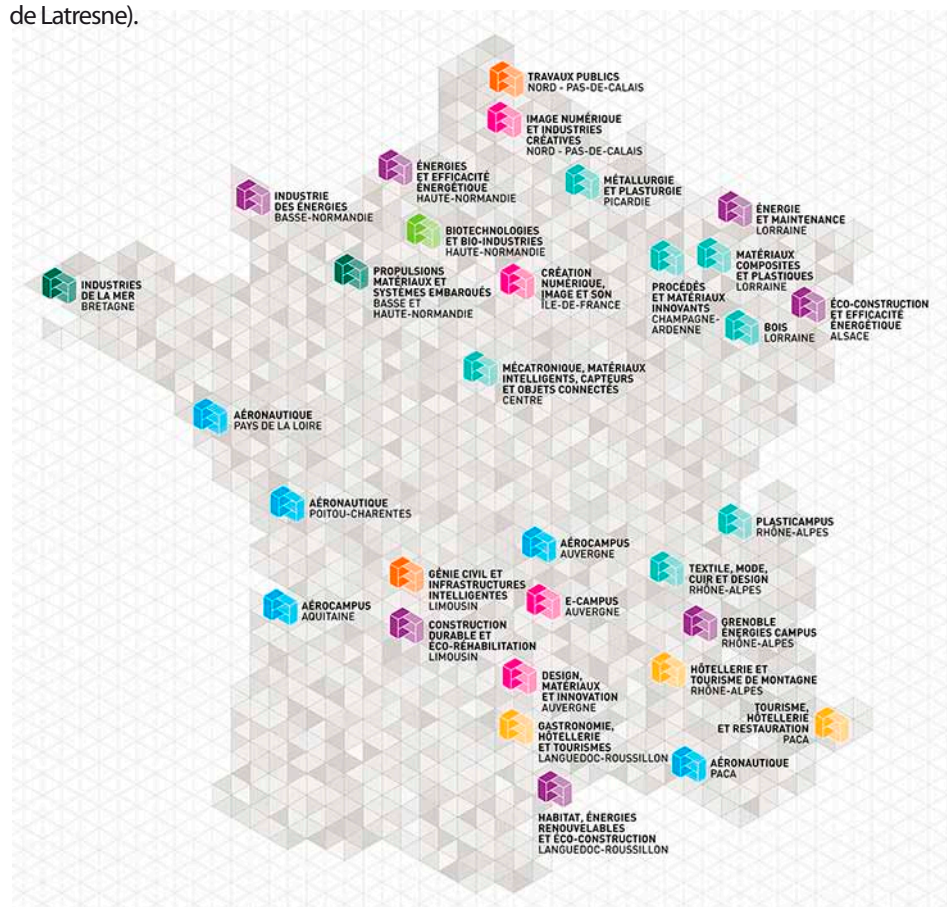 de Latresne).
TRAVAUX PUBLICS
NORD - PAS-DE-CALAIS
IMAGE NUMÉRIQUE
ET INDUSTRIES
CRÉATIVES
NORD - PAS-DE-CALAIS
ÉNERGIES
ET EFFICACITÉ
ÉNERGÉTIQUE
HAUTE-NORMANDIE
MÉTALLURGIE
ET PLASTURGIE
PICARDIE
INDUSTRIE
DES ÉNERGIES
BASSE-NORMANDIE
ÉNERGIE
ET MAINTENANCE
LORRAINE
BIOTECHNOLOGIES
ET BIO-INDUSTRIES
HAUTE-NORMANDIE
MATÉRIAUX
COMPOSITES
ET PLASTIQUES
LORRAINE
INDUSTRIES
DE LA MER
BRETAGNE
PROPULSIONS
MATÉRIAUX ET
SYSTÈMES EMBARQUÉS
BASSE ET
HAUTE-NORMANDIE
CRÉATION
NUMÉRIQUE,
IMAGE ET SON
ÎLE-DE-FRANCE
PROCÉDÉS
ET MATÉRIAUX
INNOVANTS
CHAMPAGNE-
ARDENNE
ÉCO-CONSTRUCTION
ET EFFICACITÉ
ÉNERGÉTIQUE
ALSACE
BOIS
LORRAINE
MÉCATRONIQUE, MATÉRIAUX
INTELLIGENTS, CAPTEURS
ET OBJETS CONNECTÉS
CENTRE
AÉRONAUTIQUE
PAYS DE LA LOIRE
AÉRONAUTIQUE
POITOU-CHARENTES
PLASTICAMPUS
RHÔNE-ALPES
AÉROCAMPUS
AUVERGNE
TEXTILE, MODE,
CUIR ET DESIGN
RHÔNE-ALPES
GÉNIE CIVIL ET
INFRASTRUCTURES
INTELLIGENTES
LIMOUSIN
E-CAMPUS
AUVERGNE
AÉROCAMPUS
AQUITAINE
CONSTRUCTION
DURABLE ET
ÉCO-RÉHABILITATION
LIMOUSIN
GRENOBLE
ÉNERGIES CAMPUS
RHÔNE-ALPES
HÔTELLERIE ET
TOURISME DE MONTAGNE
RHÔNE-ALPES
DESIGN,
MATÉRIAUX
ET INNOVATION
AUVERGNE
TOURISME,
HÔTELLERIE
ET RESTAURATION
PACA
GASTRONOMIE,
HÔTELLERIE
ET TOURISMES
LANGUEDOC-ROUSSILLON
AÉRONAUTIQUE
PACA
HABITAT, ÉNERGIES
RENOUVELABLES
ET ÉCO-CONSTRUCTION
LANGUEDOC-ROUSSILLON